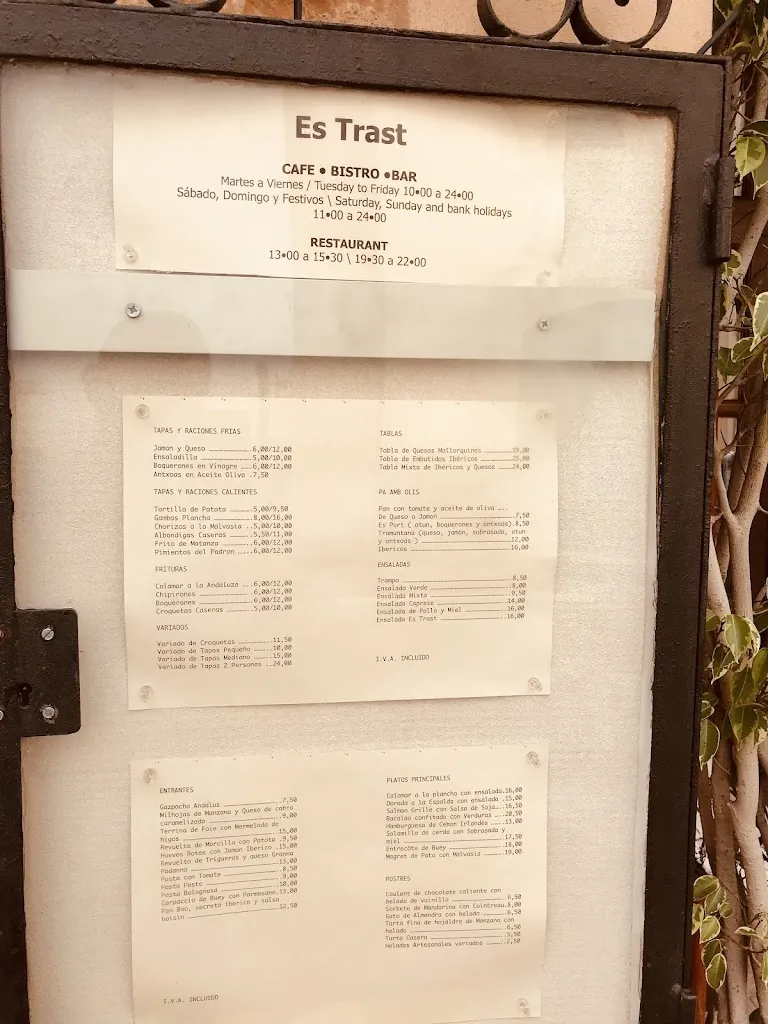 Es Trast
CAFE • BISTRO •BAR
Martes a Viernes / Tuesday to Friday 10•00 a 24•00
Sábado, Domingo y Festivos \ Saturday, Sunday and bank holidays
11•00 a 24•00
RESTAURANT
13•00 a 15•30 \ 19•30 a 22•00
TAPAS Y RACIONES FRIAS
Jamon y Queso 6,00/12,00
Ensaladilla 5,00/10,00
Boquerones en Vinagre 6,00/12,00
Antxoas en Aceite Oliva .7,50
TAPAS Y RACIONES CALIENTES
Tortilla de Patata 5,00/9,50
Gambas Plancha 8,00/16,00
Chorizos a la Malvasia ..5,00/10,00
Albondigas Caseras 5,50/11,00
Frito de Matanza 6,00/12,00
Pimientos del Padron 6,00/12,00
FRITURAS
Calamar a la Andaluza 6,00/12,00
Chipirones 6,00/12,00
Boquerones 6,00/12,00
Croquetas Caseras 5,00/10,00
VARIADOS
Variado de Croquetas 11,50
Variado de Tapas Pequeño 10,00
Variado de Tapas Mediano 15,00
Variado de Tapas 2 Personas ..24,00
TABLAS
Tabla de Quesos Mallorquines 19,00
Tabla de Embutidos Ibéricos
Tabla Mixta de Ibéricos y Quesos 24,00
PA AMB OLIS
Pan con tomate y aceite de oliva
De Queso o Jamon 7,50
Es Port ( atun, boquerones y antxoas).8,50
Tramuntana (queso, jamón, sobrasada, atun
y antxoas ) 12,00
Ibericos 16,00
ENSALADAS
Trampo 8,50
Ensalada Verde 8,00
Ensalada Mixta 9,50
Ensalada Caprese 14,00
Ensalada de Pollo y Miel 16,00
Ensalada Es Trast 16,00
I.V.A. INCLUIDO
ENTRANTES
Gazpacho Andaluz 7,50
Milhojas de Manzana y Queso de cabra
caramelizado 9,00
Terrina de Foie con Mermelada de
higos 15,00
Revuelto de Morcilla con Patata .9,50
Huevos Rotos con Jamon Iberico .15,00
Revuelto de Trigueros y queso Granna
Padanno 13,00
Pasta con Tomate 8,50
Pasta Pesto 9,00
Pasta Bolognesa 10,00
Carpaccio de Buey con Parmesano.13,00
Pan Bao, secreto iberico y salsa
hoisin 12,50
I.V.A. INCLUIDO
PLATOS PRINCIPALES
Calamar a la plancha con ensalada.16,00
Dorada a la Espalda con ensalada .15,00
Salmon Grille con Salsa de Soja 16,50
Bacalao confitado con Verduras 20,50
Hamburguesa de Ceban Irlandés 13,00
Solomillo de cerdo con Sobrasada y
miel 17,50
Entrecôte de Buey 18,00
Magret de Pato con Malvasia 19,00
POSTRES
Coulant de chocolate caliente con
helado de vainilla 6,50
Sorbete de Mandarina con Cointreau.8,00
Gato de Almendra con helado 6,50
Tarta fina de hojaldre de Manzana con
helado 6,50
Tarta Casera 5,50
Helados Artesanales variados 2,50